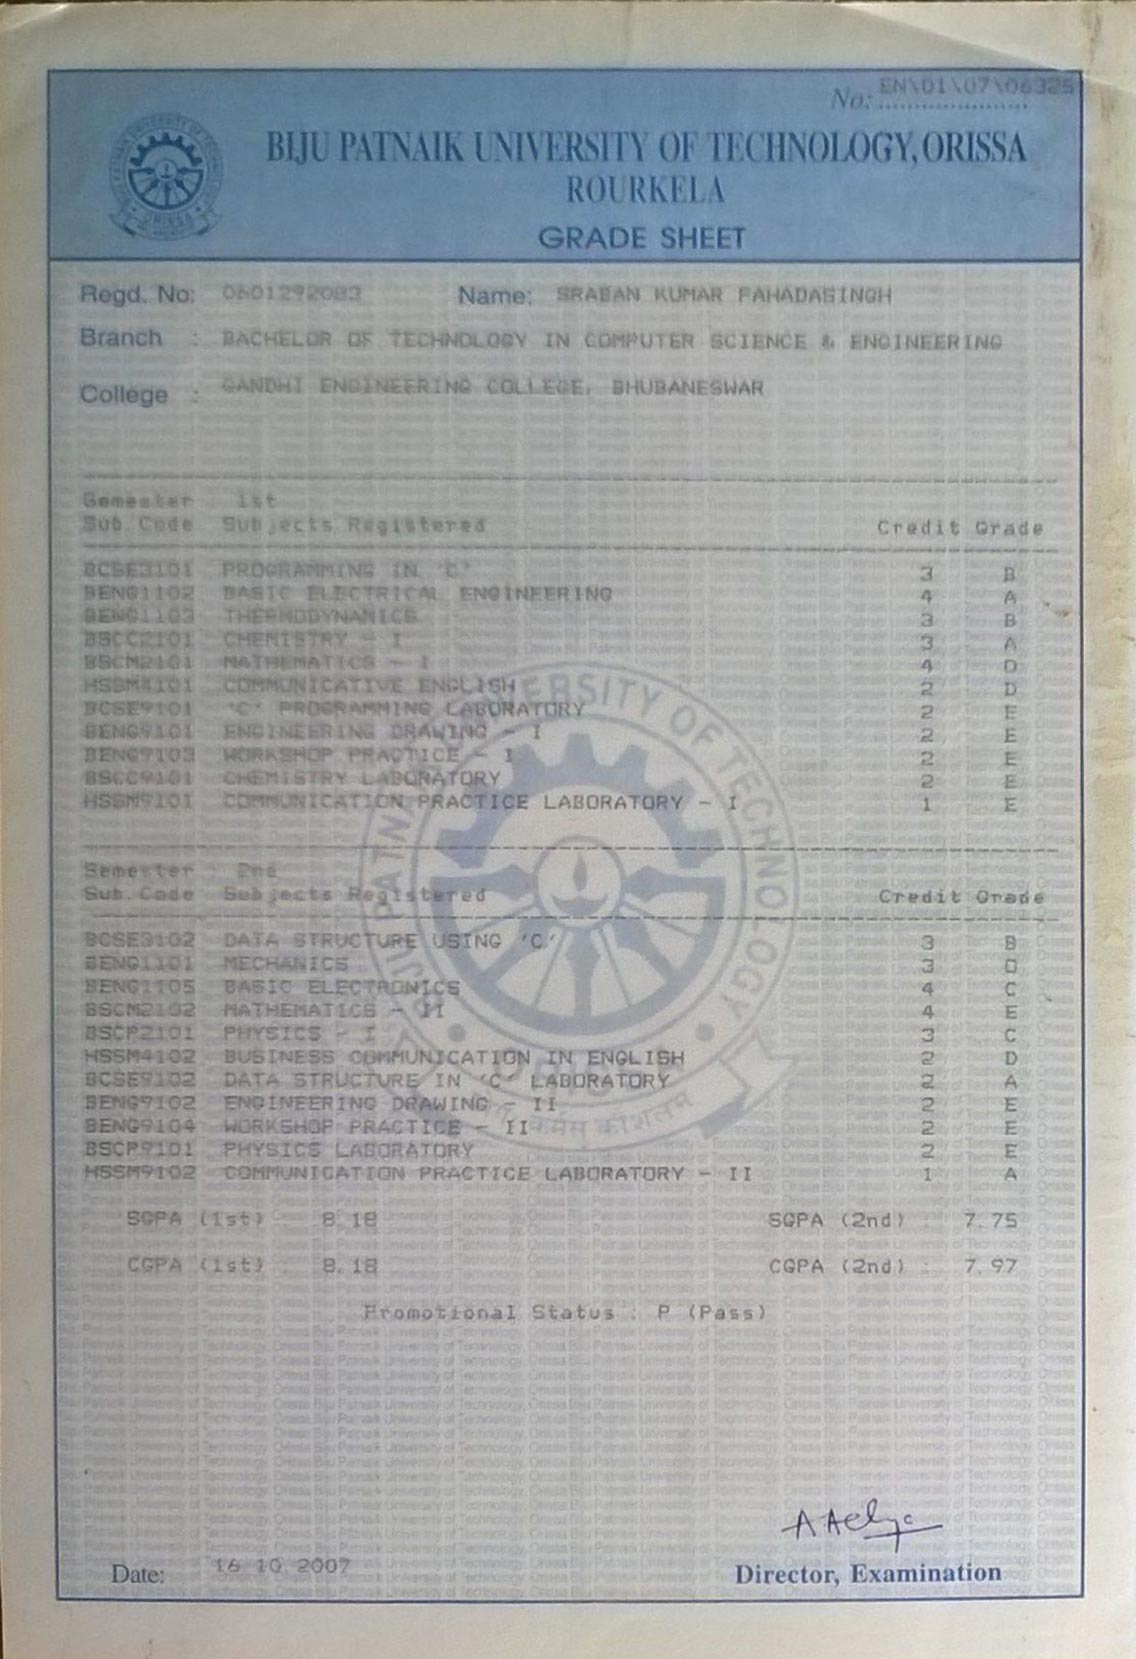 No: EN\01\07\06325
BIJU PATNAIK UNIVERSITY OF TECHNOLOGY, ORISSA
ROURKELA
GRADE SHEET
Regd. No: 0601292083 Name: SRABAN KUMAR PAHADASINGH
Branch : BACHELOR OF TECHNOLOGY IN COMPUTER SCIENCE & ENGINEERING
College : GANDHI ENGINEERING COLLEGE, BHUBANESWAR
Semester : 1st
Sub. Code Subjects Registered Credit Grade
BCSE3101 PROGRAMMING IN 'C' 3 B
BENG1102 BASIC ELECTRICAL ENGINEERING 4 A
BENG1103 THERMODYNAMICS 3 B
BSCC2101 CHEMISTRY - I 3 A
BSCM2101 MATHEMATICS - I 4 O
HSSM4101 COMMUNICATIVE ENGLISH 2 D
BCSE9101 'C' PROGRAMMING LABORATORY 2 E
BENG9101 ENGINEERING DRAWING - I 2 E
BENG9103 WORKSHOP PRACTICE - I 2 E
BSCC9101 CHEMISTRY LABORATORY 2 E
HSSM9101 COMMUNICATION PRACTICE LABORATORY - I 1 E
Semester : 2nd
Sub. Code Subjects Registered Credit Grade
BCSE3102 DATA STRUCTURE USING 'C' 3 B
BENG1101 MECHANICS 3 O
BENG1105 BASIC ELECTRONICS 4 C
BSCM2102 MATHEMATICS - II 4 E
BSCP2101 PHYSICS - I 3 C
HSSM4102 BUSINESS COMMUNICATION IN ENGLISH 2 D
BCSE9102 DATA STRUCTURE IN 'C' LABORATORY 2 A
BENG9102 ENGINEERING DRAWING - II 2 E
BENG9104 WORKSHOP PRACTICE - II 2 E
BSCP9101 PHYSICS LABORATORY 2 E
HSSM9102 COMMUNICATION PRACTICE LABORATORY - II 1 A
SGPA (1st) : 8.18 SGPA (2nd) : 7.75
CGPA (1st) : 8.18 CGPA (2nd) : 7.97
Promotional Status : P (Pass)
Date: 16 10 2007
Director, Examination